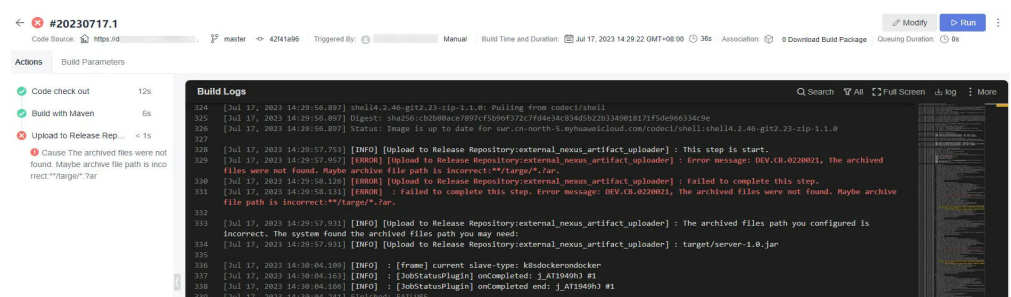 #20230717.1
Modify
Run
Code Source: https://d
master
42f41a96
Triggered By:
Manual
Build Time and Duration: Jul 17, 2023 14:29:22 GMT+08:00 36s
Association: 0 Download Build Package
Queuing Duration: 0s
Actions
Build Parameters
Code check out 12s
Build with Maven 6s
Upload to Release Rep... < 1s
Cause The archived files were not
found. Maybe archive file path is inco
rrect:**/targe/*.?ar
Build Logs
Search All Full Screen log More
324 [Jul 17, 2023 14:29:56.897] shell4.2.46-git2.23-zip-1.1.0: Pulling from codeci/shell
325 [Jul 17, 2023 14:29:56.897] Digest: sha256:cb2b80ace7897cf5b96f372c7fd4e34c834d5b22b3349018171f5de966334c9e
326 [Jul 17, 2023 14:29:56.897] Status: Image is up to date for swr.cn-north-5.myhuaweicloud.com/codeci/shell:shell4.2.46-git2.23-zip-1.1.0
327
328 [Jul 17, 2023 14:29:57.753] [INFO] [Upload to Release Repository:external_nexus_artifact_uploader] : This step is start.
329 [Jul 17, 2023 14:29:57.957] [ERROR] [Upload to Release Repository:external_nexus_artifact_uploader] : Error message: DEV.CB.0220021, The archived
files were not found. Maybe archive file path is incorrect:**/targe/*.?ar.
330 [Jul 17, 2023 14:29:58.126] [ERROR] [Upload to Release Repository:external_nexus_artifact_uploader] : Failed to complete this step.
331 [Jul 17, 2023 14:29:58.131] [ERROR] : Failed to complete this step. Error message: DEV.CB.0220021, The archived files were not found. Maybe archive
file path is incorrect:**/targe/*.?ar.
332
333 [Jul 17, 2023 14:29:57.931] [INFO] [Upload to Release Repository:external_nexus_artifact_uploader] : The archived files path you configured is
incorrect. The system found the archived files path you may need:
334 [Jul 17, 2023 14:29:57.931] [INFO] [Upload to Release Repository:external_nexus_artifact_uploader] : target/server-1.0.jar
335
336 [Jul 17, 2023 14:30:04.109] [INFO] : [frame] current slave-type: k8sdockerondocker
337 [Jul 17, 2023 14:30:04.163] [INFO] : [JobStatusPlugin] onCompleted: j_AT1949hJ #1
338 [Jul 17, 2023 14:30:04.166] [INFO] : [JobStatusPlugin] onCompleted end: j_AT1949hJ #1